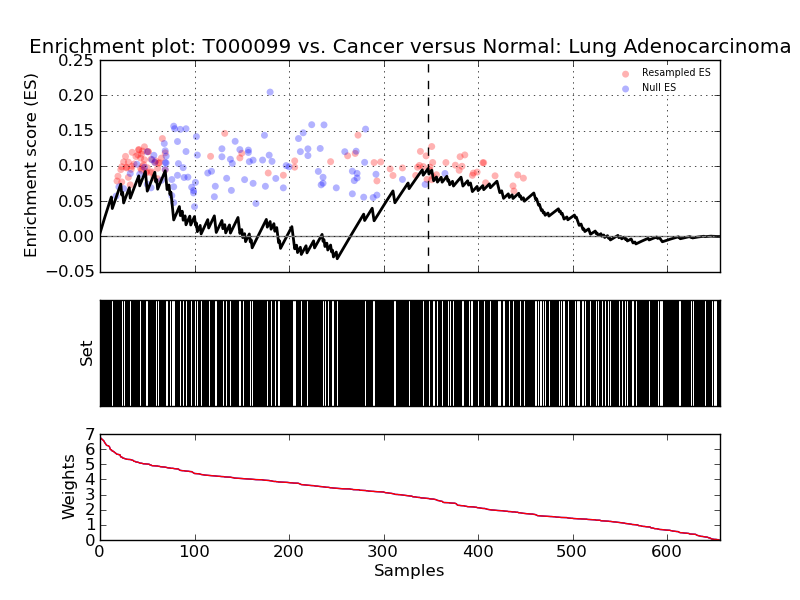 Enrichment plot: T000099 vs. Cancer versus Normal: Lung Adenocarcinoma
0.25
0.20
0.15
0.10
0.05
0.00
−0.05
Enrichment score (ES)
Resampled ES
Null ES
Set
7
6
5
4
3
2
1
0
Weights
0 100 200 300 400 500 600
Samples